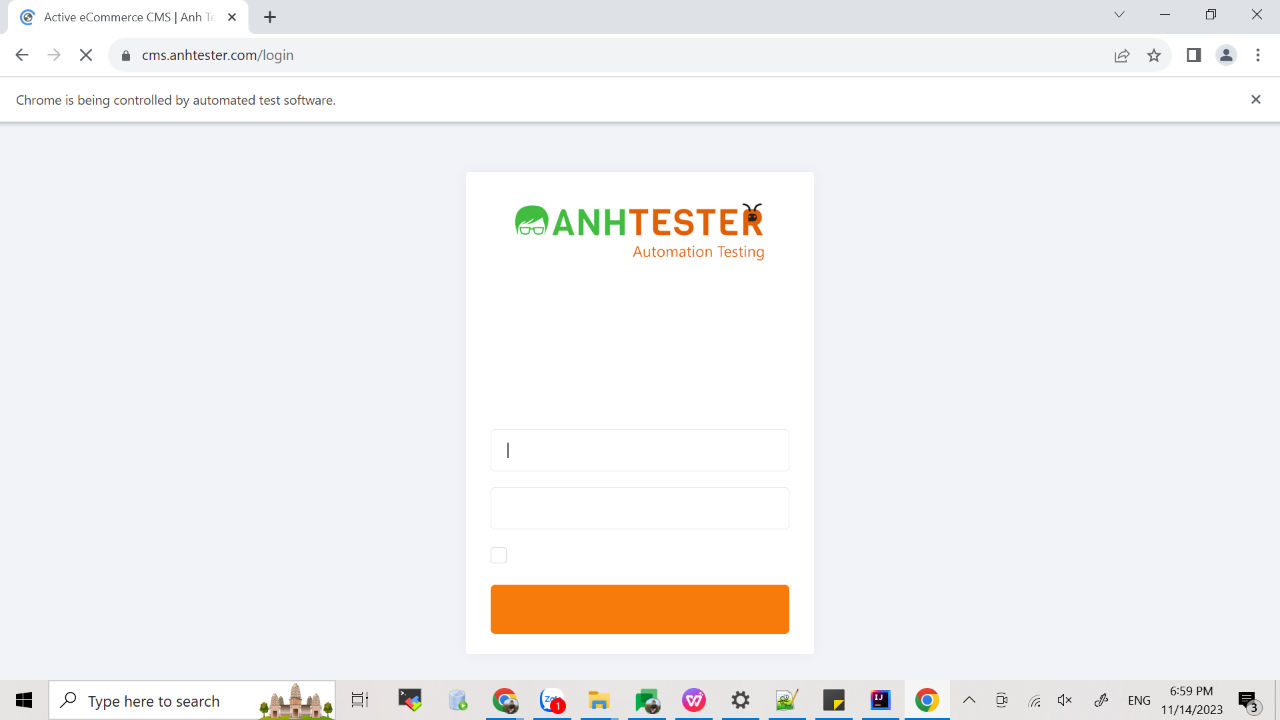 Active eCommerce CMS | Anh Te
cms.anhtester.com/login
Chrome is being controlled by automated test software.
ANHTESTER
Automation Testing
Type here to search
Zalo
1
IJ
ENG
6:59 PM
11/14/2023
3